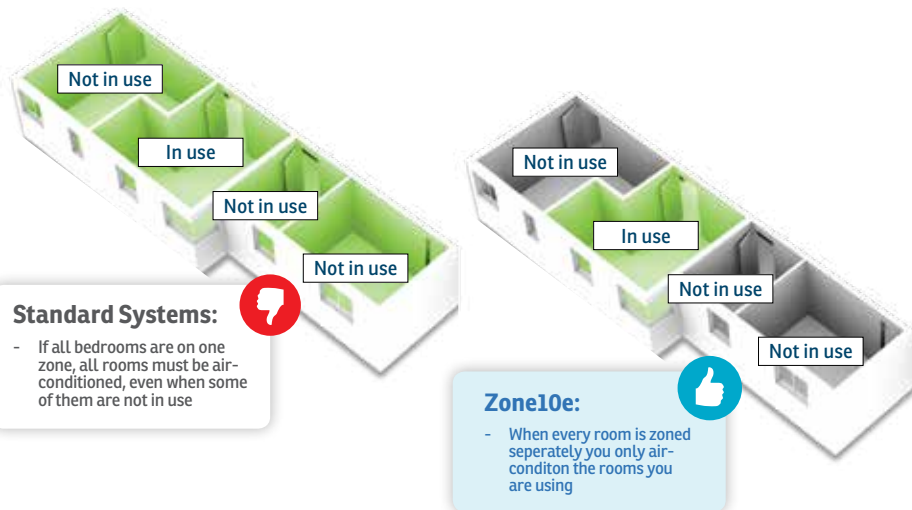 Not in use
In use
Not in use
Not in use
Standard Systems:
- If all bedrooms are on one
zone, all rooms must be air-
conditioned, even when some
of them are not in use
Not in use
In use
Not in use
Not in use
Zone10e:
- When every room is zoned
seperately you only air-
conditon the rooms you
are using